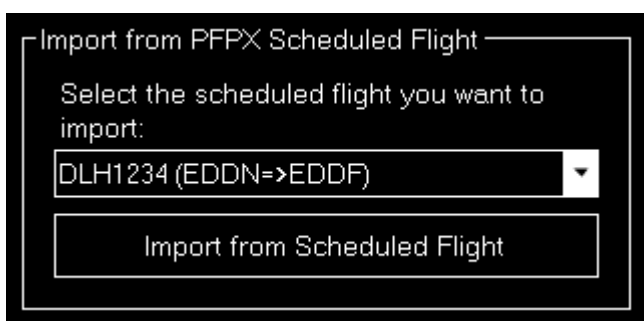 Import from PFPX Scheduled Flight
Select the scheduled flight you want to
import:
DLH1234 (EDDN=>EDDF)
Import from Scheduled Flight